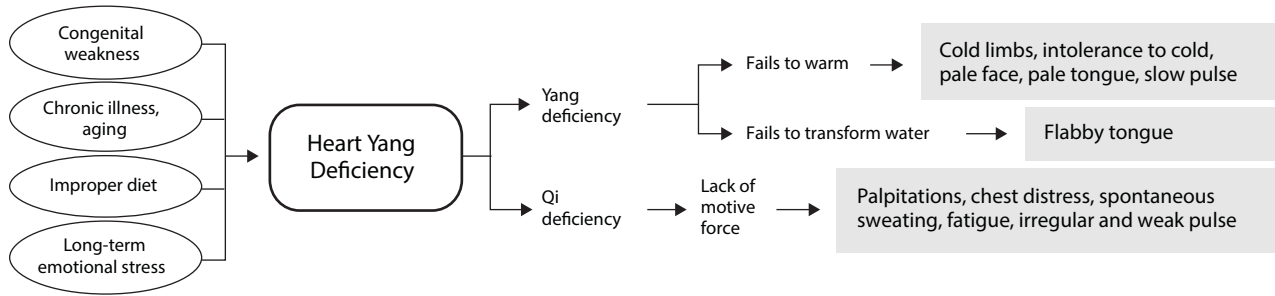 Congenital
weakness
Chronic illness,
aging
Improper diet
Long-term
emotional stress
Heart Yang
Deficiency
Yang
deficiency
Fails to warm
Cold limbs, intolerance to cold,
pale face, pale tongue, slow pulse
Fails to transform water
Flabby tongue
Qi
deficiency
Lack of
motive
force
Palpitations, chest distress, spontaneous
sweating, fatigue, irregular and weak pulse